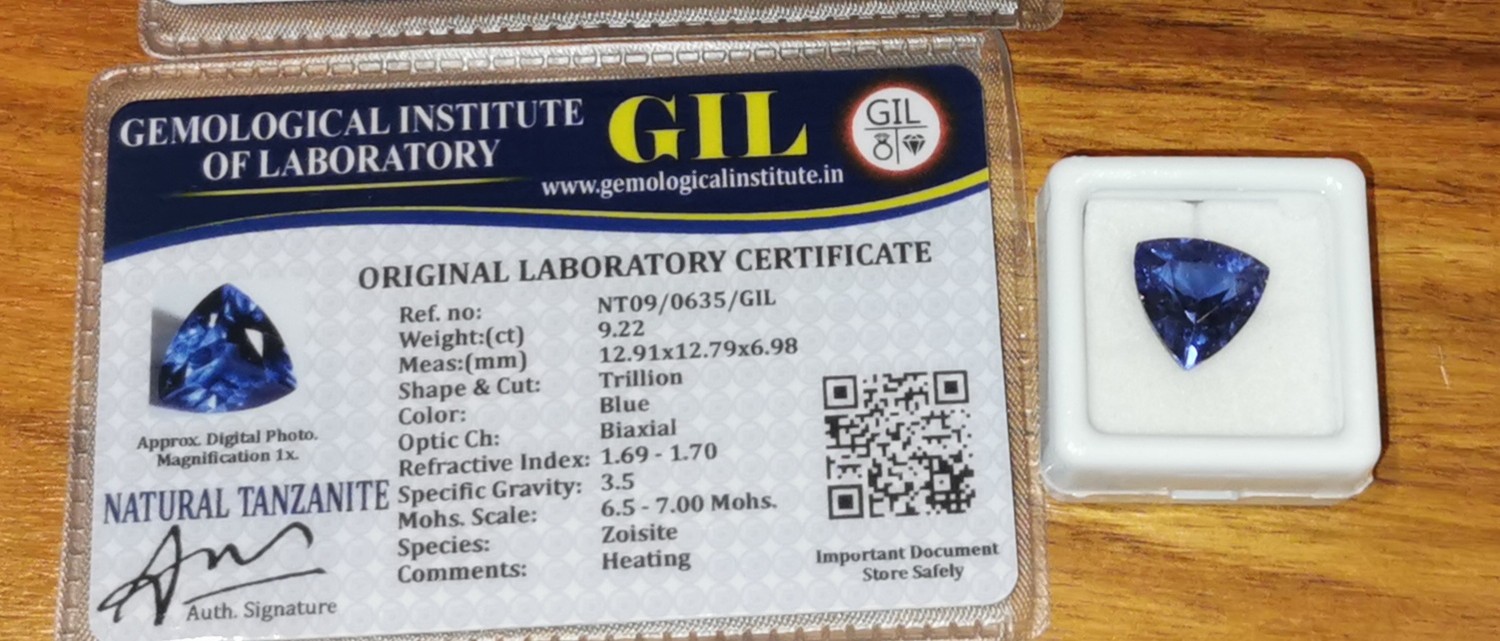 GEMOLOGICAL INSTITUTE
OF LABORATORY
GIL
www.gemologicalinstitute.in
GIL
ORIGINAL LABORATORY CERTIFICATE
Ref. no: NT09/0635/GIL
Weight:(ct) 9.22
Meas:(mm) 12.91x12.79x6.98
Shape & Cut: Trillion
Color: Blue
Optic Ch: Biaxial
Refractive Index: 1.69 - 1.70
Specific Gravity: 3.5
Mohs. Scale: 6.5 - 7.00 Mohs.
Species: Zoisite
Comments: Heating
Approx. Digital Photo.
Magnification 1x.
NATURAL TANZANITE
Auth. Signature
Important Document
Store Safely